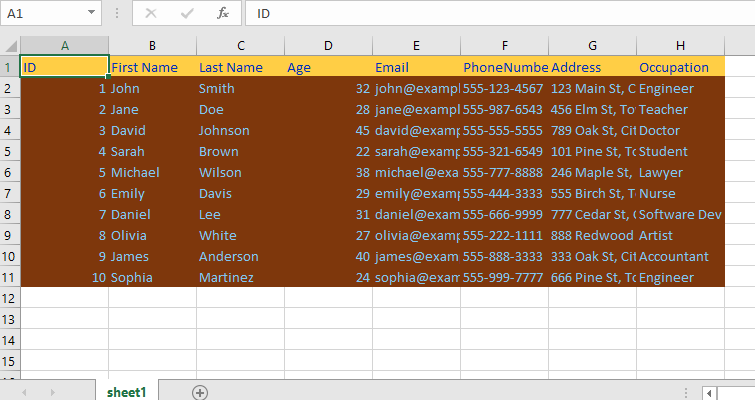 A1 fx ID
A B C D E F G H
1 ID First Name Last Name Age Email PhoneNumbe Address Occupation
2 1 John Smith 32 john@exampl 555-123-4567 123 Main St, C Engineer
3 2 Jane Doe 28 jane@exampl 555-987-6543 456 Elm St, To Teacher
4 3 David Johnson 45 david@examp 555-555-5555 789 Oak St, Cit Doctor
5 4 Sarah Brown 22 sarah@examp 555-321-6549 101 Pine St, To Student
6 5 Michael Wilson 38 michael@exa 555-777-8888 246 Maple St, Lawyer
7 6 Emily Davis 29 emily@examp 555-444-3333 555 Birch St, T Nurse
8 7 Daniel Lee 31 daniel@exam 555-666-9999 777 Cedar St, Software Dev
9 8 Olivia White 27 olivia@exam 555-222-1111 888 Redwood Artist
10 9 James Anderson 40 james@exam 555-888-3333 333 Oak St, Cit Accountant
11 10 Sophia Martinez 24 sophia@exam 555-999-7777 666 Pine St, To Engineer
12
13
14
15
sheet1